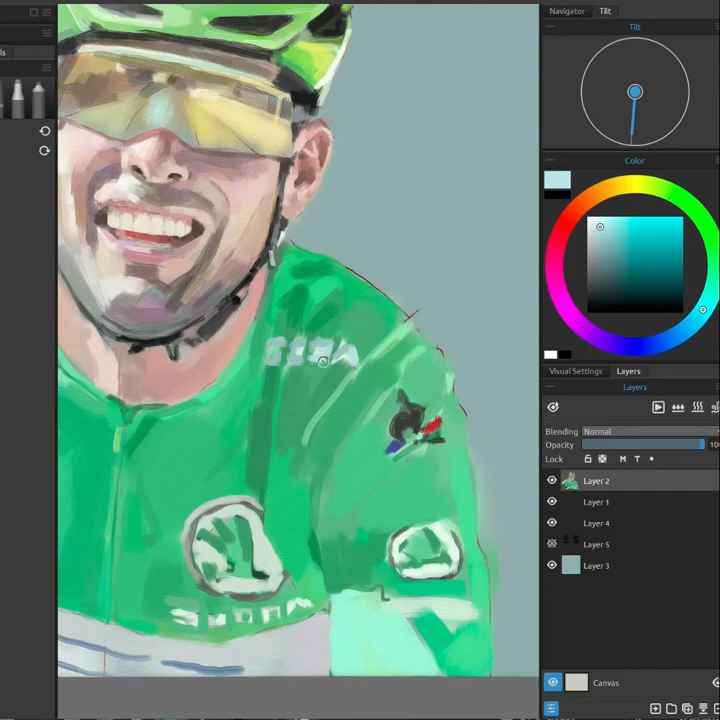 Navigator Tilt
Tilt
Color
Visual Settings Layers
Layers
Blending Normal
Opacity
Lock M T
Layer 2
Layer 1
Layer 4
Layer 5
Layer 3
Canvas